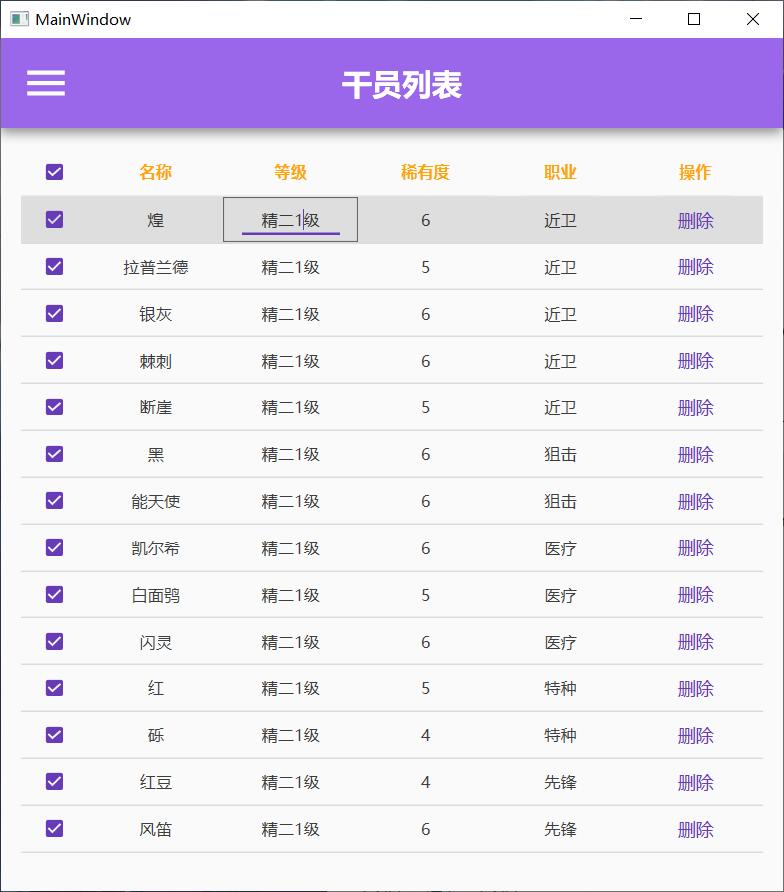 MainWindow
干员列表
名称 等级 稀有度 职业 操作
煌 精二1级 6 近卫 删除
拉普兰德 精二1级 5 近卫 删除
银灰 精二1级 6 近卫 删除
棘刺 精二1级 6 近卫 删除
断崖 精二1级 5 近卫 删除
黑 精二1级 6 狙击 删除
能天使 精二1级 6 狙击 删除
凯尔希 精二1级 6 医疗 删除
白面鸮 精二1级 5 医疗 删除
闪灵 精二1级 6 医疗 删除
红 精二1级 5 特种 删除
砾 精二1级 4 特种 删除
红豆 精二1级 4 先锋 删除
风笛 精二1级 6 先锋 删除